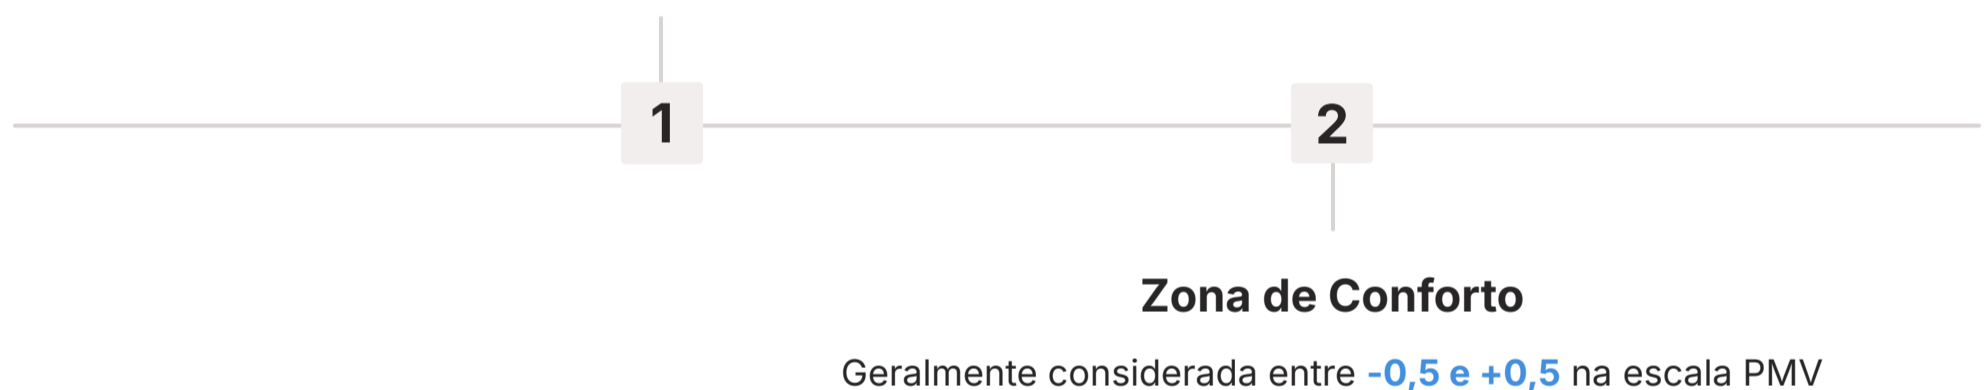 1
2
Zona de Conforto
Geralmente considerada entre -0,5 e +0,5 na escala PMV